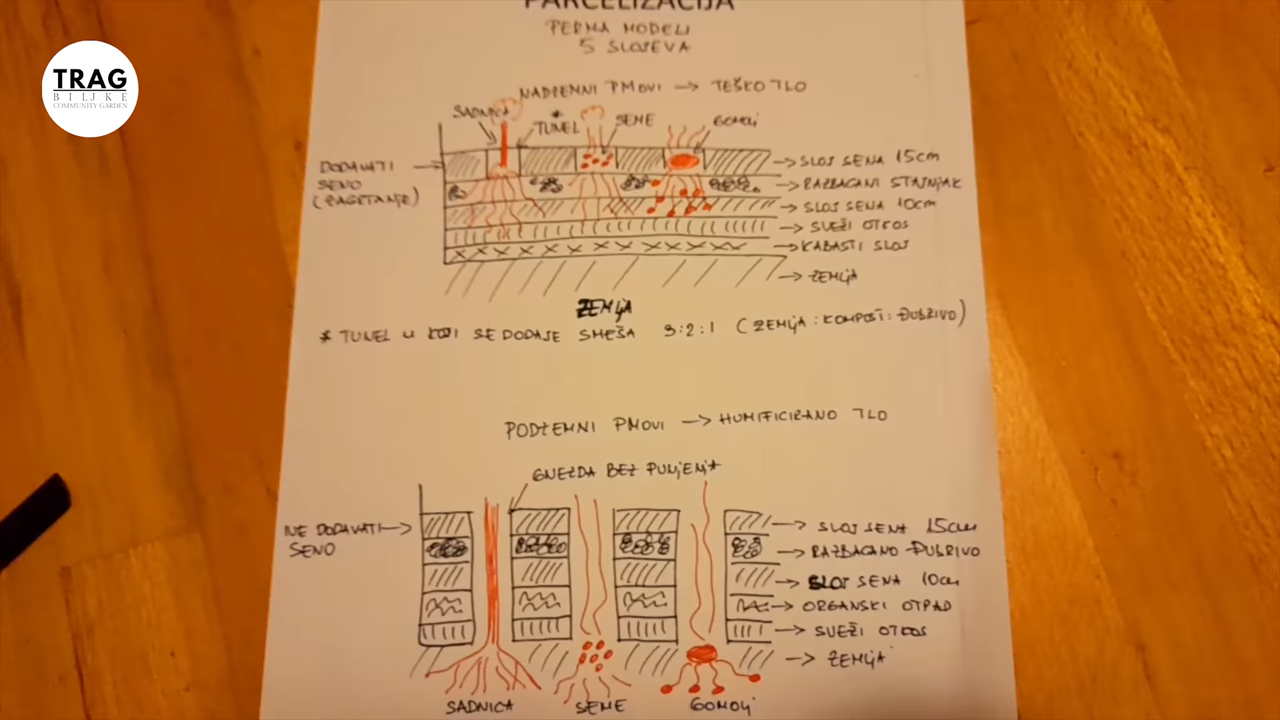 TRAG
BILJKE
COMMUNITY GARDEN
PARCELIZACIJA
PERMA MODELI
5 SLOJEVA
NADZEMNI PMOVI → TEŠKO TLO
SADNICA
* TUNEL
SEME
GOMOLJ
DODAVATI SENO (ZAGRTANJE)
→ SLOJ SENA 15cm
→ RAZBACANI STAJNJAK
→ SLOJ SENA 10cm
→ SVEŽI OTKOS
→ KABASTI SLOJ
→ ZEMLJA
ZEMLJA
* TUNEL U KOJI SE DODAJE SMEŠA 3:2:1 (ZEMLJA : KOMPOST : ĐUBRIVO)
PODZEMNI PMOVI → HUMIFICIRANO TLO
GNEZDA BEZ PUNJENJA
NE DODAVATI SENO
→ SLOJ SENA 15cm
→ RAZBACANO ĐUBRIVO
→ SLOJ SENA 10cm
→ ORGANSKI OTPAD
→ SVEŽI OTKOS
→ ZEMLJA
SADNICA
SEME
GOMOLJ